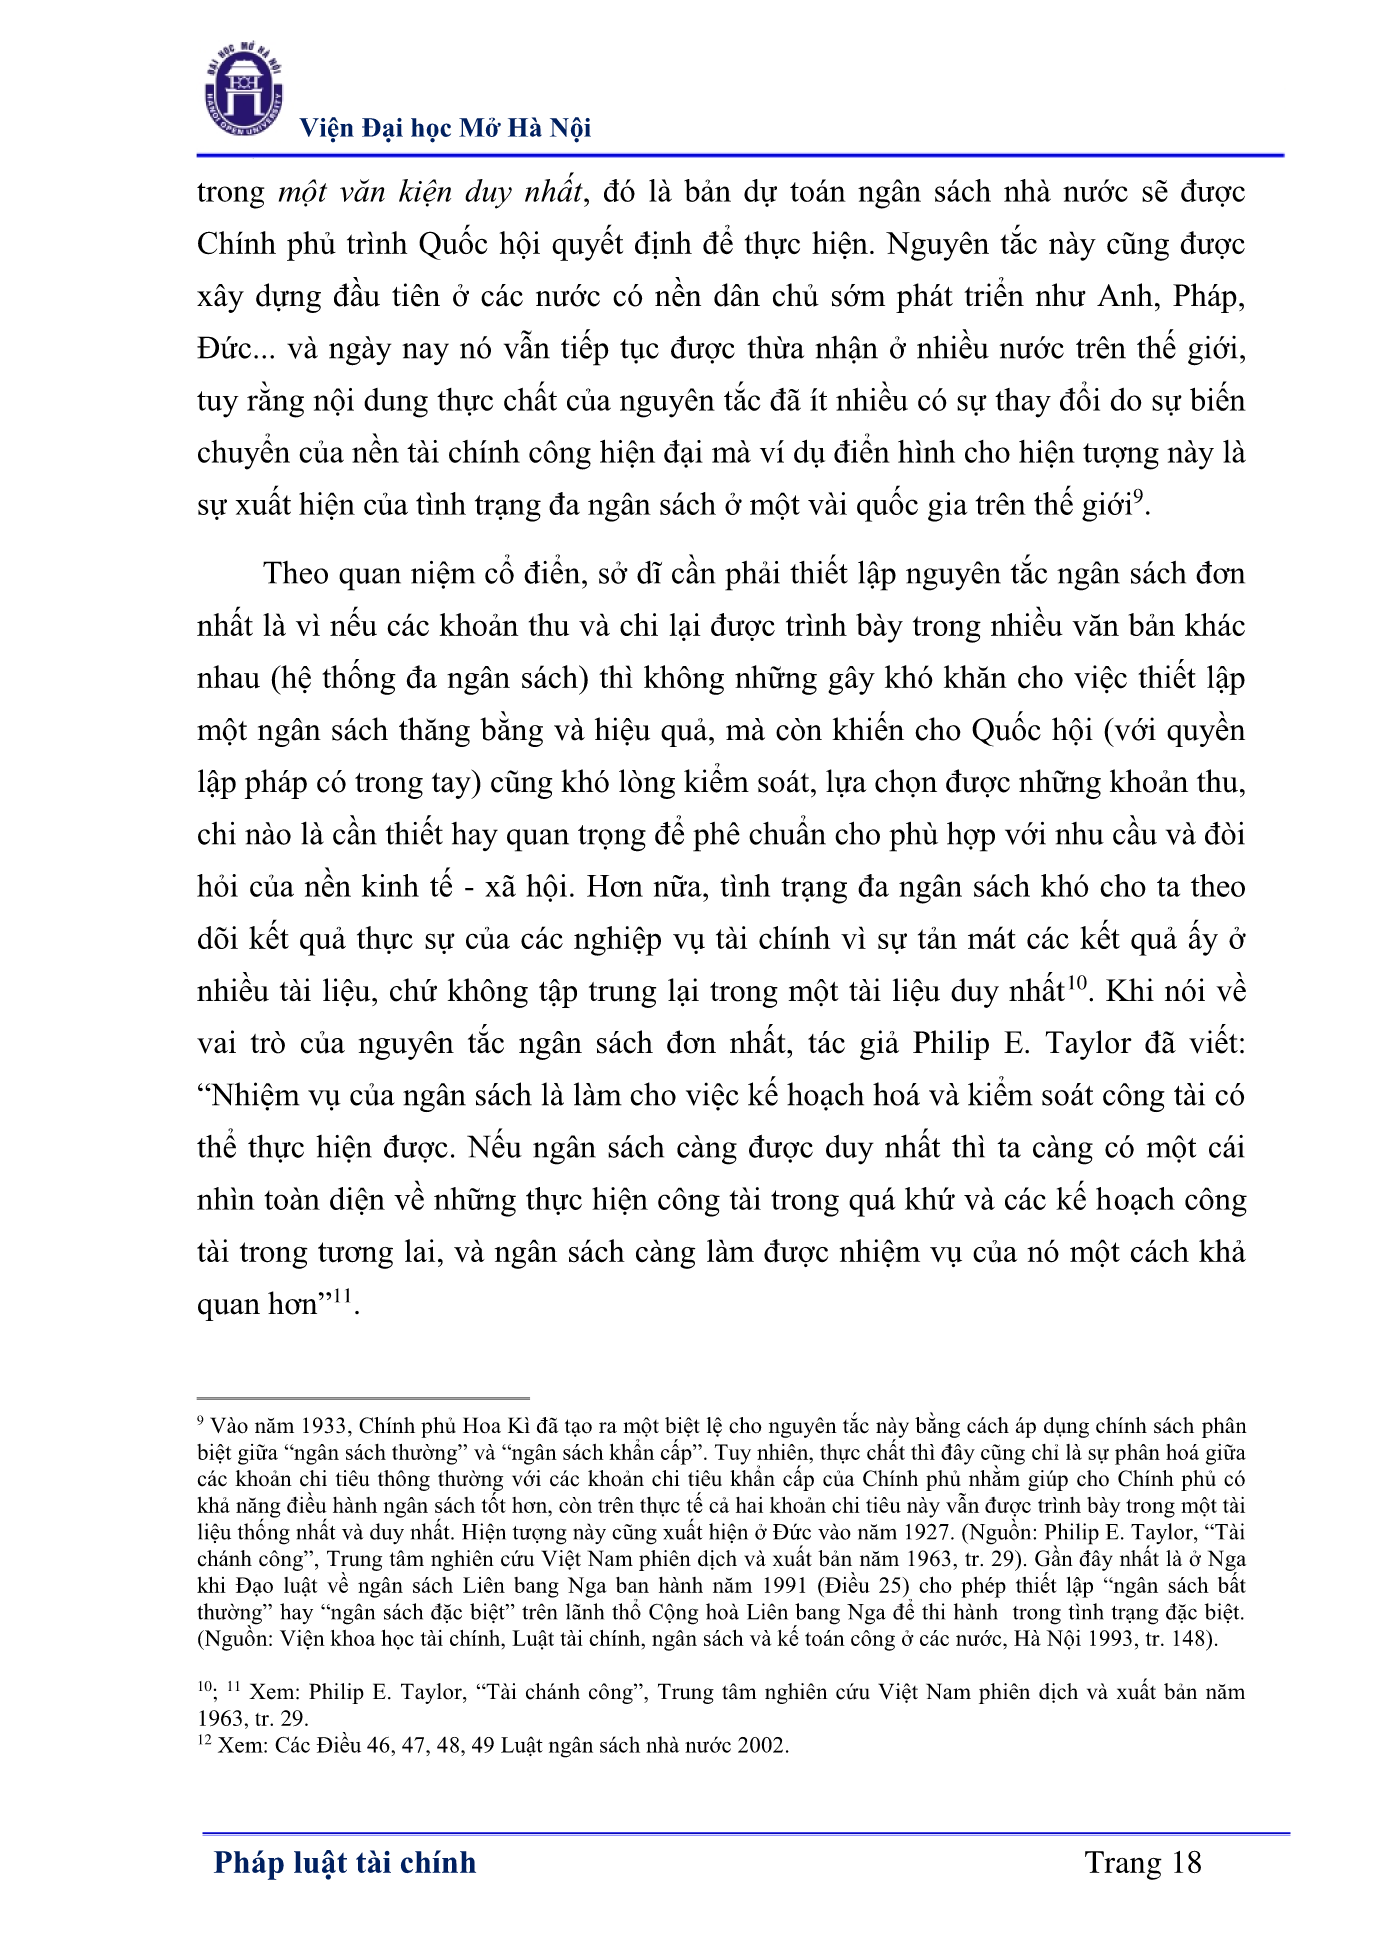 ĐẠI HỌC MỞ HÀ NỘI
HOU
HANOI OPEN UNIVERSITY
Viện Đại học Mở Hà Nội
trong một văn kiện duy nhất, đó là bản dự toán ngân sách nhà nước sẽ được
Chính phủ trình Quốc hội quyết định để thực hiện. Nguyên tắc này cũng được
xây dựng đầu tiên ở các nước có nền dân chủ sớm phát triển như Anh, Pháp,
Đức... và ngày nay nó vẫn tiếp tục được thừa nhận ở nhiều nước trên thế giới,
tuy rằng nội dung thực chất của nguyên tắc đã ít nhiều có sự thay đổi do sự biến
chuyển của nền tài chính công hiện đại mà ví dụ điển hình cho hiện tượng này là
sự xuất hiện của tình trạng đa ngân sách ở một vài quốc gia trên thế giới9.
Theo quan niệm cổ điển, sở dĩ cần phải thiết lập nguyên tắc ngân sách đơn
nhất là vì nếu các khoản thu và chi lại được trình bày trong nhiều văn bản khác
nhau (hệ thống đa ngân sách) thì không những gây khó khăn cho việc thiết lập
một ngân sách thăng bằng và hiệu quả, mà còn khiến cho Quốc hội (với quyền
lập pháp có trong tay) cũng khó lòng kiểm soát, lựa chọn được những khoản thu,
chi nào là cần thiết hay quan trọng để phê chuẩn cho phù hợp với nhu cầu và đòi
hỏi của nền kinh tế - xã hội. Hơn nữa, tình trạng đa ngân sách khó cho ta theo
dõi kết quả thực sự của các nghiệp vụ tài chính vì sự tản mát các kết quả ấy ở
nhiều tài liệu, chứ không tập trung lại trong một tài liệu duy nhất10. Khi nói về
vai trò của nguyên tắc ngân sách đơn nhất, tác giả Philip E. Taylor đã viết:
“Nhiệm vụ của ngân sách là làm cho việc kế hoạch hoá và kiểm soát công tài có
thể thực hiện được. Nếu ngân sách càng được duy nhất thì ta càng có một cái
nhìn toàn diện về những thực hiện công tài trong quá khứ và các kế hoạch công
tài trong tương lai, và ngân sách càng làm được nhiệm vụ của nó một cách khả
quan hơn”11.
9 Vào năm 1933, Chính phủ Hoa Kì đã tạo ra một biệt lệ cho nguyên tắc này bằng cách áp dụng chính sách phân
biệt giữa “ngân sách thường” và “ngân sách khẩn cấp”. Tuy nhiên, thực chất thì đây cũng chỉ là sự phân hoá giữa
các khoản chi tiêu thông thường với các khoản chi tiêu khẩn cấp của Chính phủ nhằm giúp cho Chính phủ có
khả năng điều hành ngân sách tốt hơn, còn trên thực tế cả hai khoản chi tiêu này vẫn được trình bày trong một tài
liệu thống nhất và duy nhất. Hiện tượng này cũng xuất hiện ở Đức vào năm 1927. (Nguồn: Philip E. Taylor, “Tài
chánh công”, Trung tâm nghiên cứu Việt Nam phiên dịch và xuất bản năm 1963, tr. 29). Gần đây nhất là ở Nga
khi Đạo luật về ngân sách Liên bang Nga ban hành năm 1991 (Điều 25) cho phép thiết lập “ngân sách bất
thường” hay “ngân sách đặc biệt” trên lãnh thổ Cộng hoà Liên bang Nga để thi hành trong tình trạng đặc biệt.
(Nguồn: Viện khoa học tài chính, Luật tài chính, ngân sách và kế toán công ở các nước, Hà Nội 1993, tr. 148).
10; 11 Xem: Philip E. Taylor, “Tài chánh công”, Trung tâm nghiên cứu Việt Nam phiên dịch và xuất bản năm
1963, tr. 29.
12 Xem: Các Điều 46, 47, 48, 49 Luật ngân sách nhà nước 2002.
Pháp luật tài chính
Trang 18